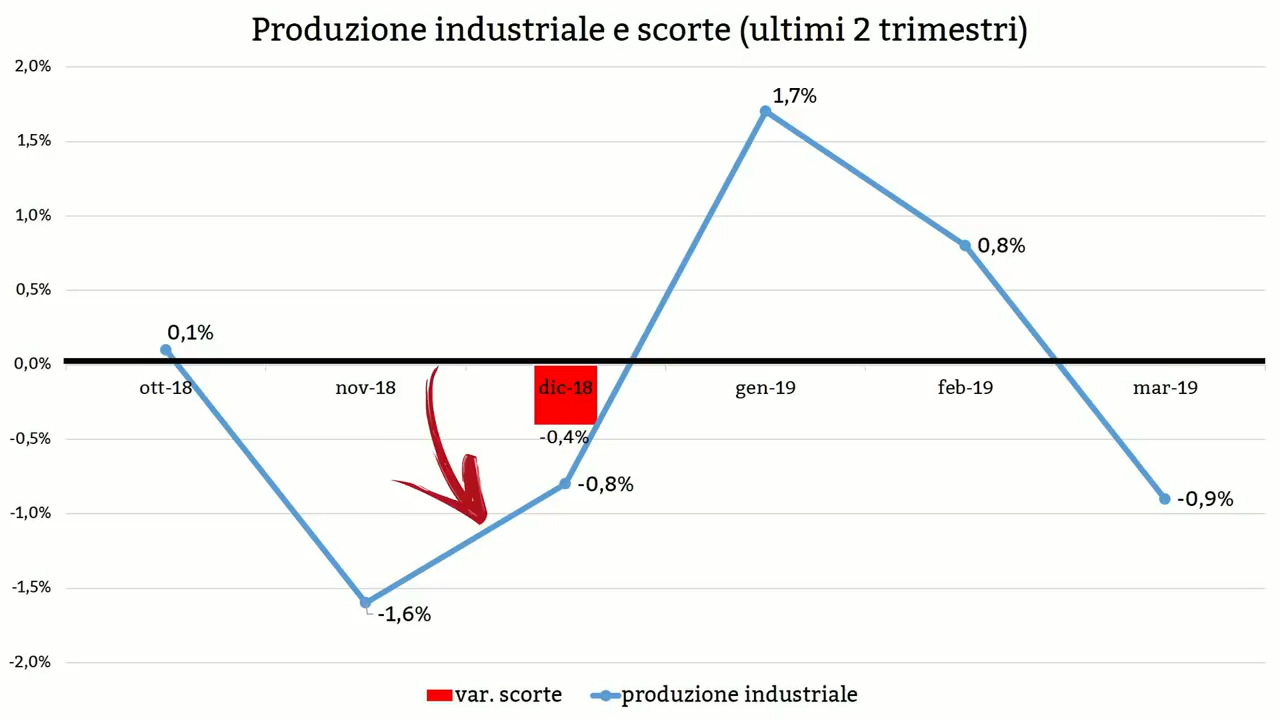 Produzione industriale e scorte (ultimi 2 trimestri)
2,0%
1,7%
1,5%
1,0%
0,8%
0,5%
0,1%
0,0%
ott-18
nov-18
dic-18
gen-19
feb-19
mar-19
-0,4%
-0,5%
-0,8%
-0,9%
-1,0%
-1,5%
-1,6%
-2,0%
var. scorte
produzione industriale